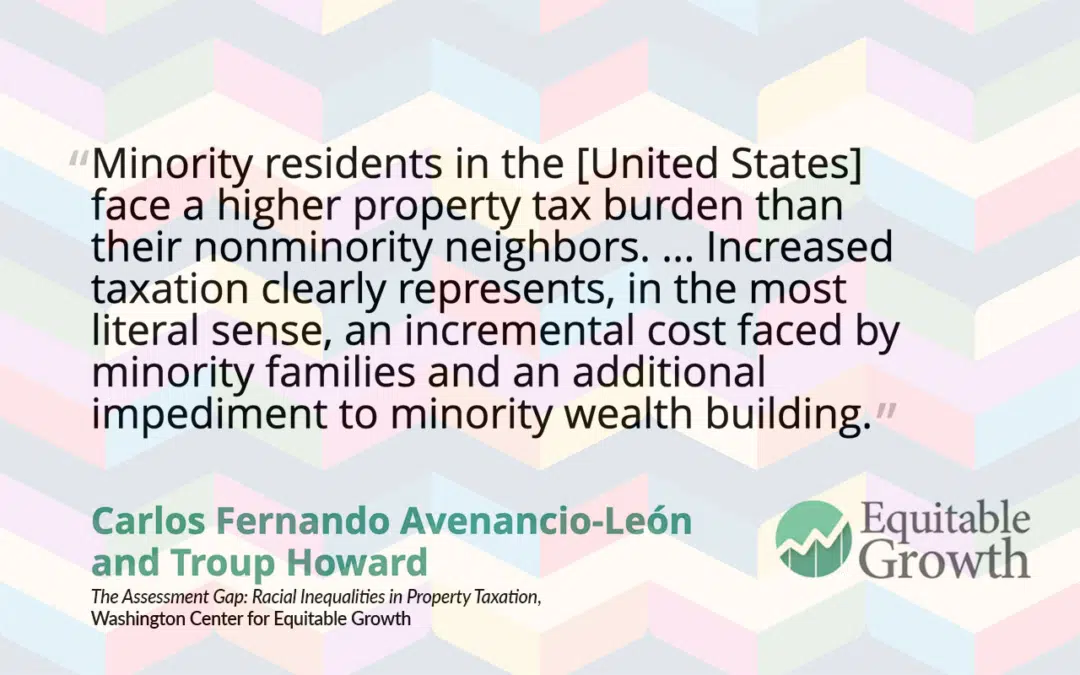 “Minority residents in the [United States]
face a higher property tax burden than
their nonminority neighbors. ... Increased
taxation clearly represents, in the most
literal sense, an incremental cost faced by
minority families and an additional
impediment to minority wealth building.”
Carlos Fernando Avenancio-León
and Troup Howard
The Assessment Gap: Racial Inequalities in Property Taxation,
Washington Center for Equitable Growth
Equitable
Growth